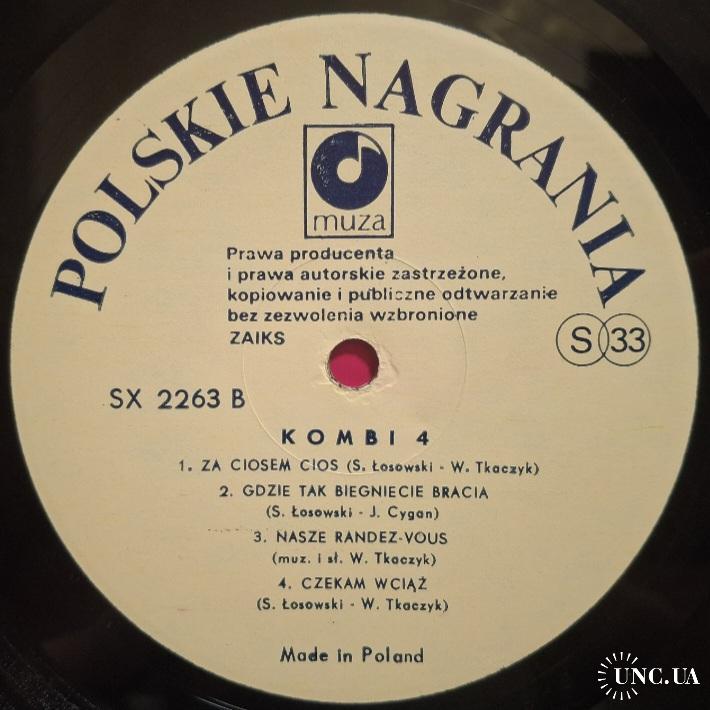 POLSKIE NAGRANIA
muza
Prawa producenta
i prawa autorskie zastrzeżone,
kopiowanie i publiczne odtwarzanie
bez zezwolenia wzbronione
ZAIKS
S 33
SX 2263 B
KOMBI 4
1. ZA CIOSEM CIOS (S. Łosowski - W. Tkaczyk)
2. GDZIE TAK BIEGNIECIE BRACIA
(S. Łosowski - J. Cygan)
3. NASZE RANDEZ-VOUS
(muz. i sł. W. Tkaczyk)
4. CZEKAM WCIĄŻ
(S. Łosowski - W. Tkaczyk)
Made in Poland
UNC.UA